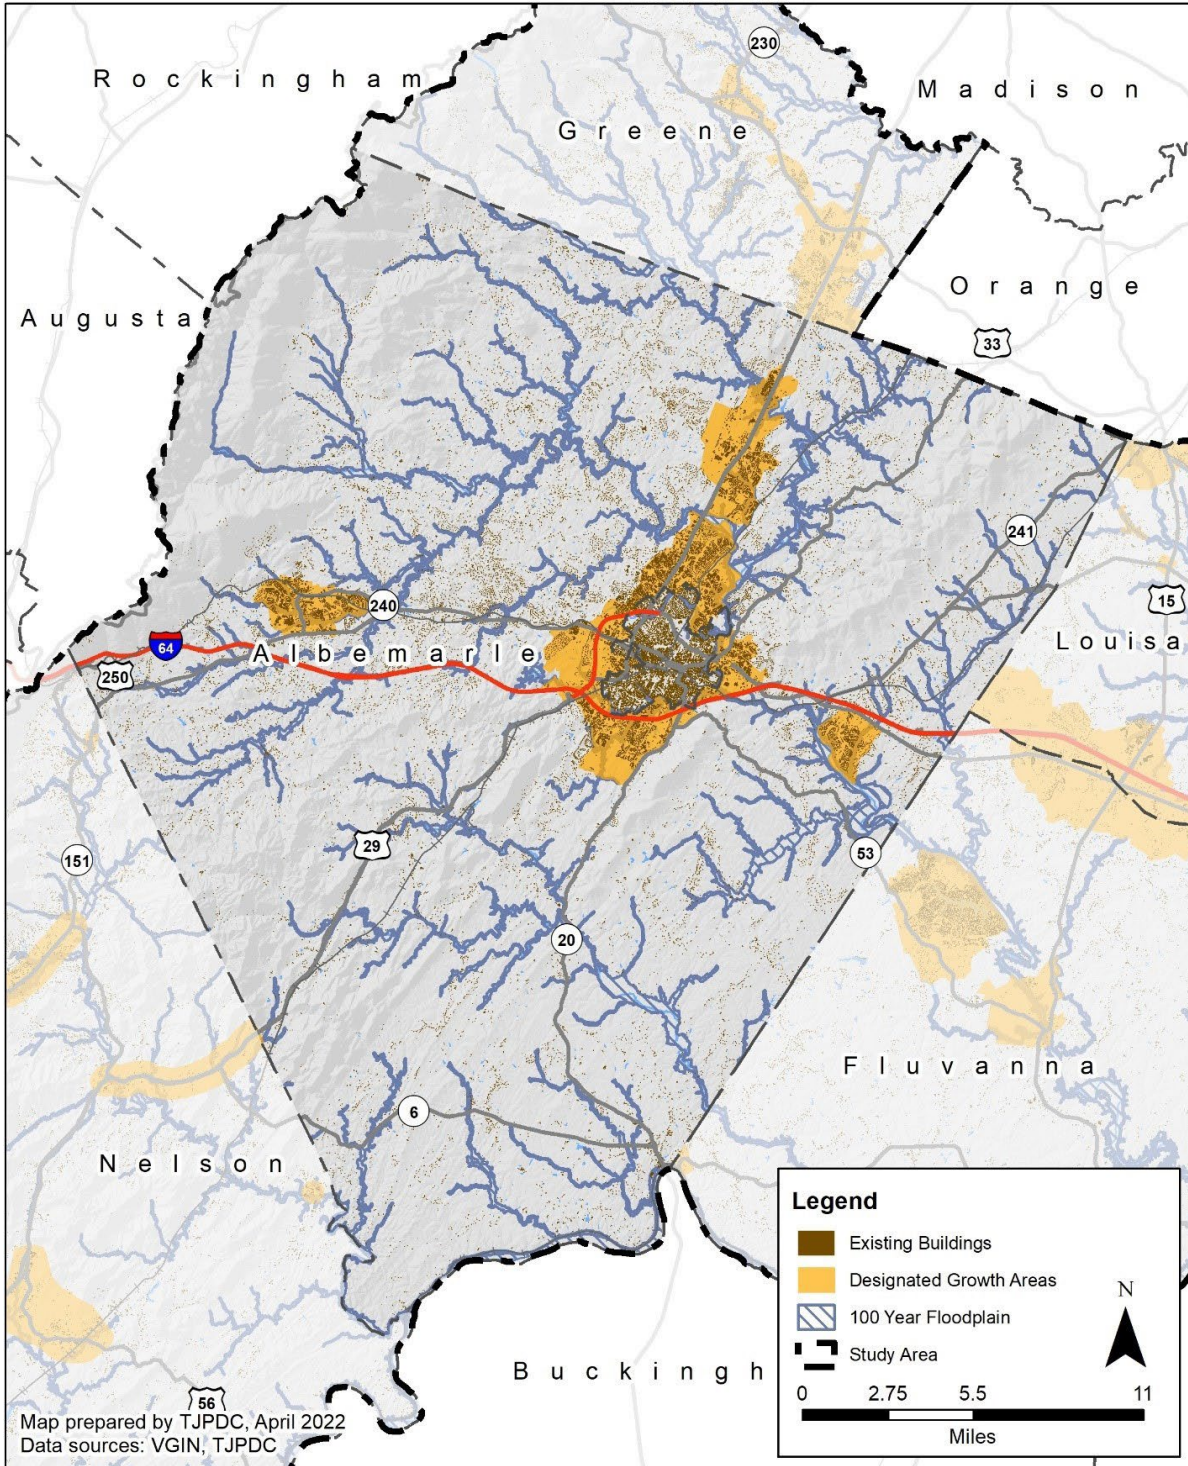 230
Rockingham
Madison
Greene
Orange
Augusta
33
241
15
240
Louisa
64
Albemarle
250
151
29
53
20
Fluvanna
6
Nelson
Legend
Existing Buildings
Designated Growth Areas
100 Year Floodplain
Study Area
N
0 2.75 5.5 11
Miles
Buckingh
56
Map prepared by TJPDC, April 2022
Data sources: VGIN, TJPDC